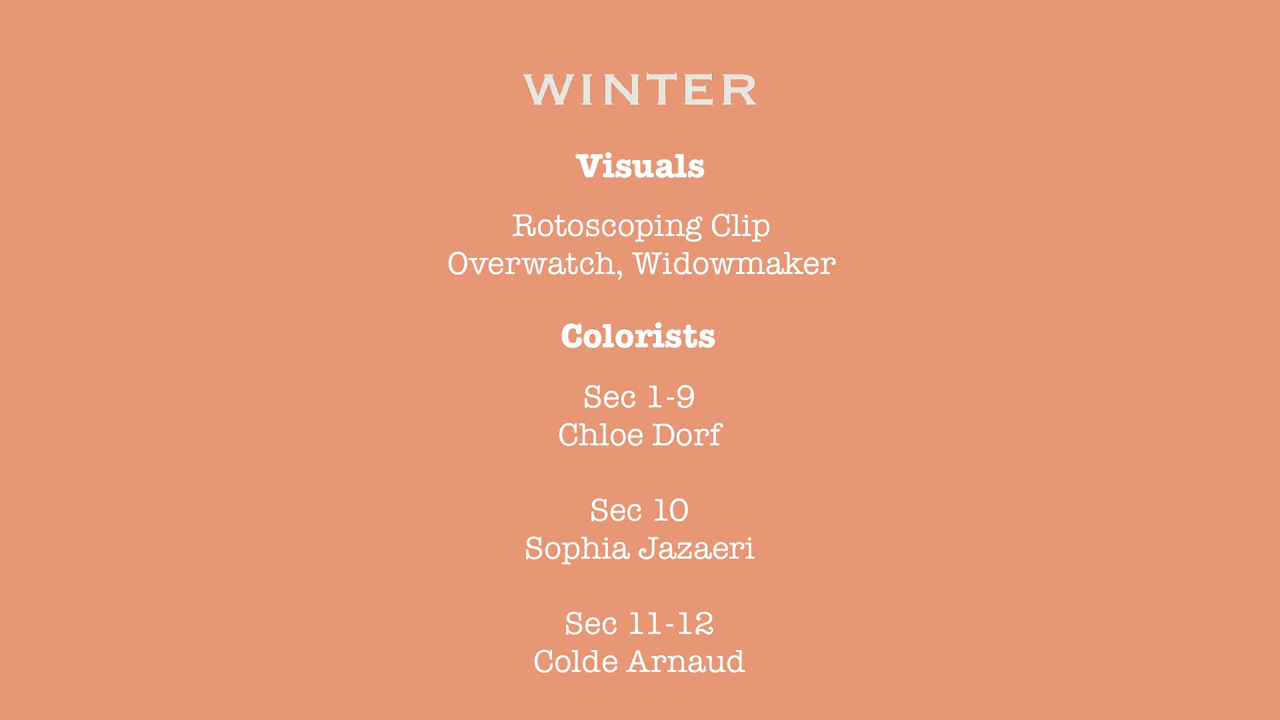 WINTER
Visuals
Rotoscoping Clip
Overwatch, Widowmaker
Colorists
Sec 1-9
Chloe Dorf
Sec 10
Sophia Jazaeri
Sec 11-12
Colde Arnaud